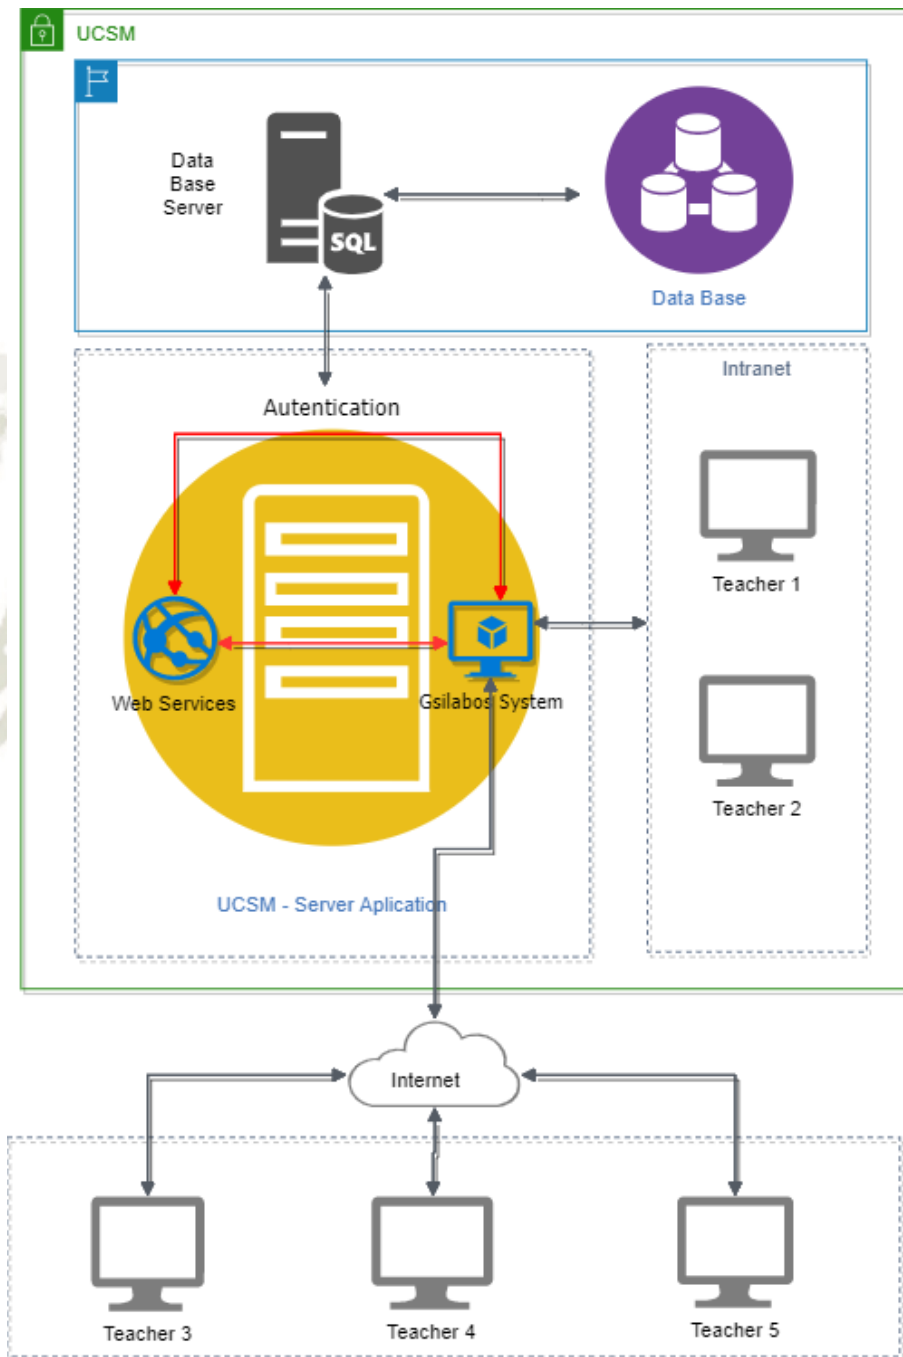 UCSM
Data
Base
Server
SQL
Data Base
Intranet
Autenticación
Teacher 1
Web Services
Gsilabos System
Teacher 2
UCSM - Server Aplication
Internet
Teacher 3
Teacher 4
Teacher 5